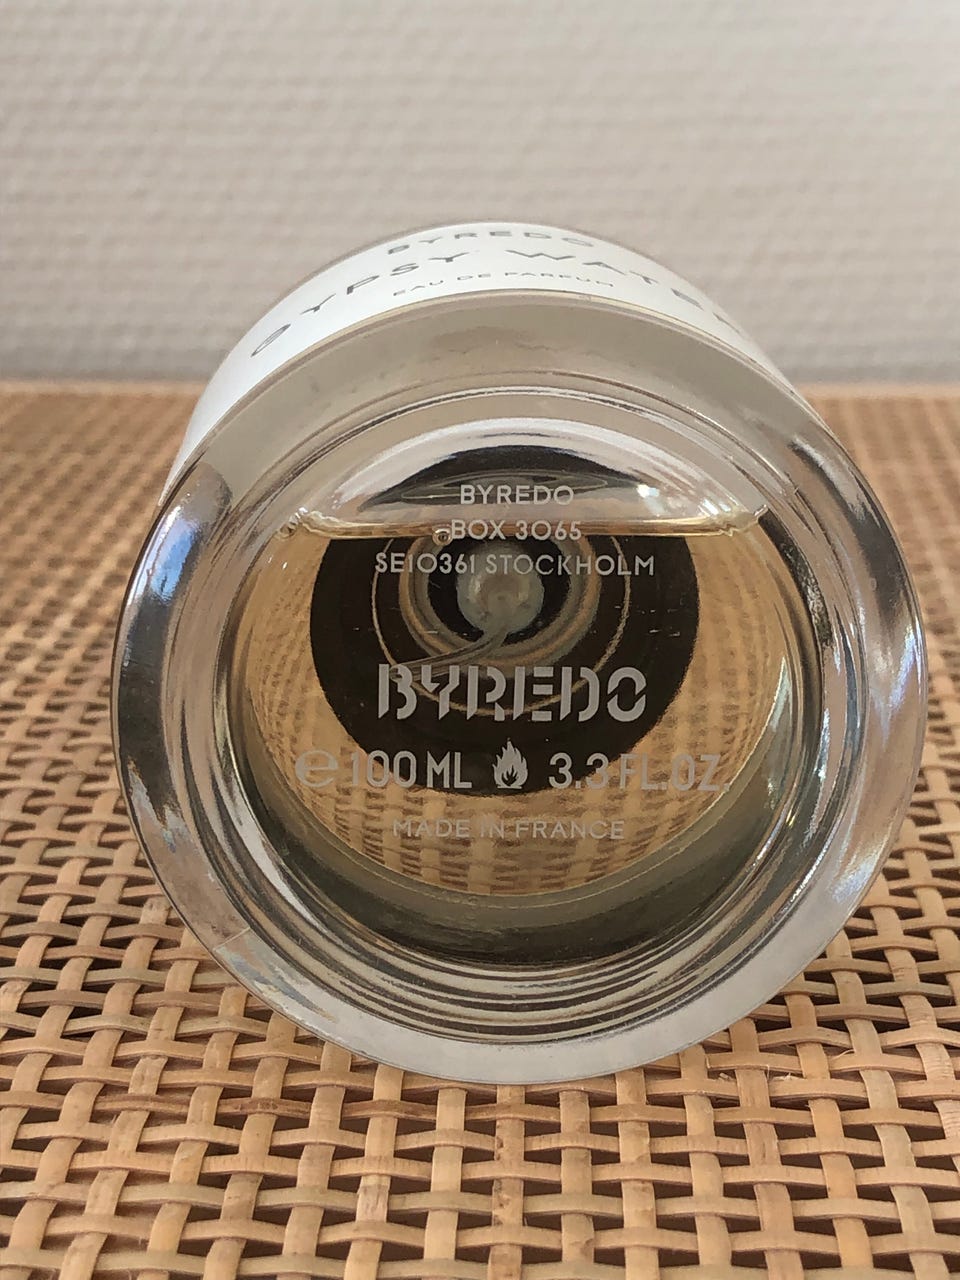 BYREDO
GYPSY WATER
EAU DE PARFUM
BYREDO
BOX 3065
SE10361 STOCKHOLM
BYREDO
e 100 ML 3.3 FL.OZ.
MADE IN FRANCE